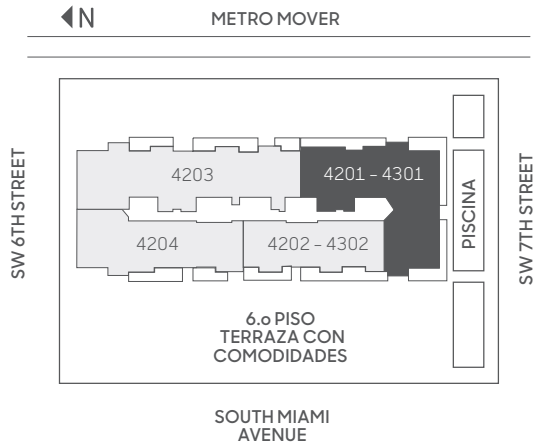 N
METRO MOVER
SW 6TH STREET
4203
4201 – 4301
4204
4202 – 4302
PISCINA
SW 7TH STREET
6.o PISO
TERRAZA CON
COMODIDADES
SOUTH MIAMI
AVENUE